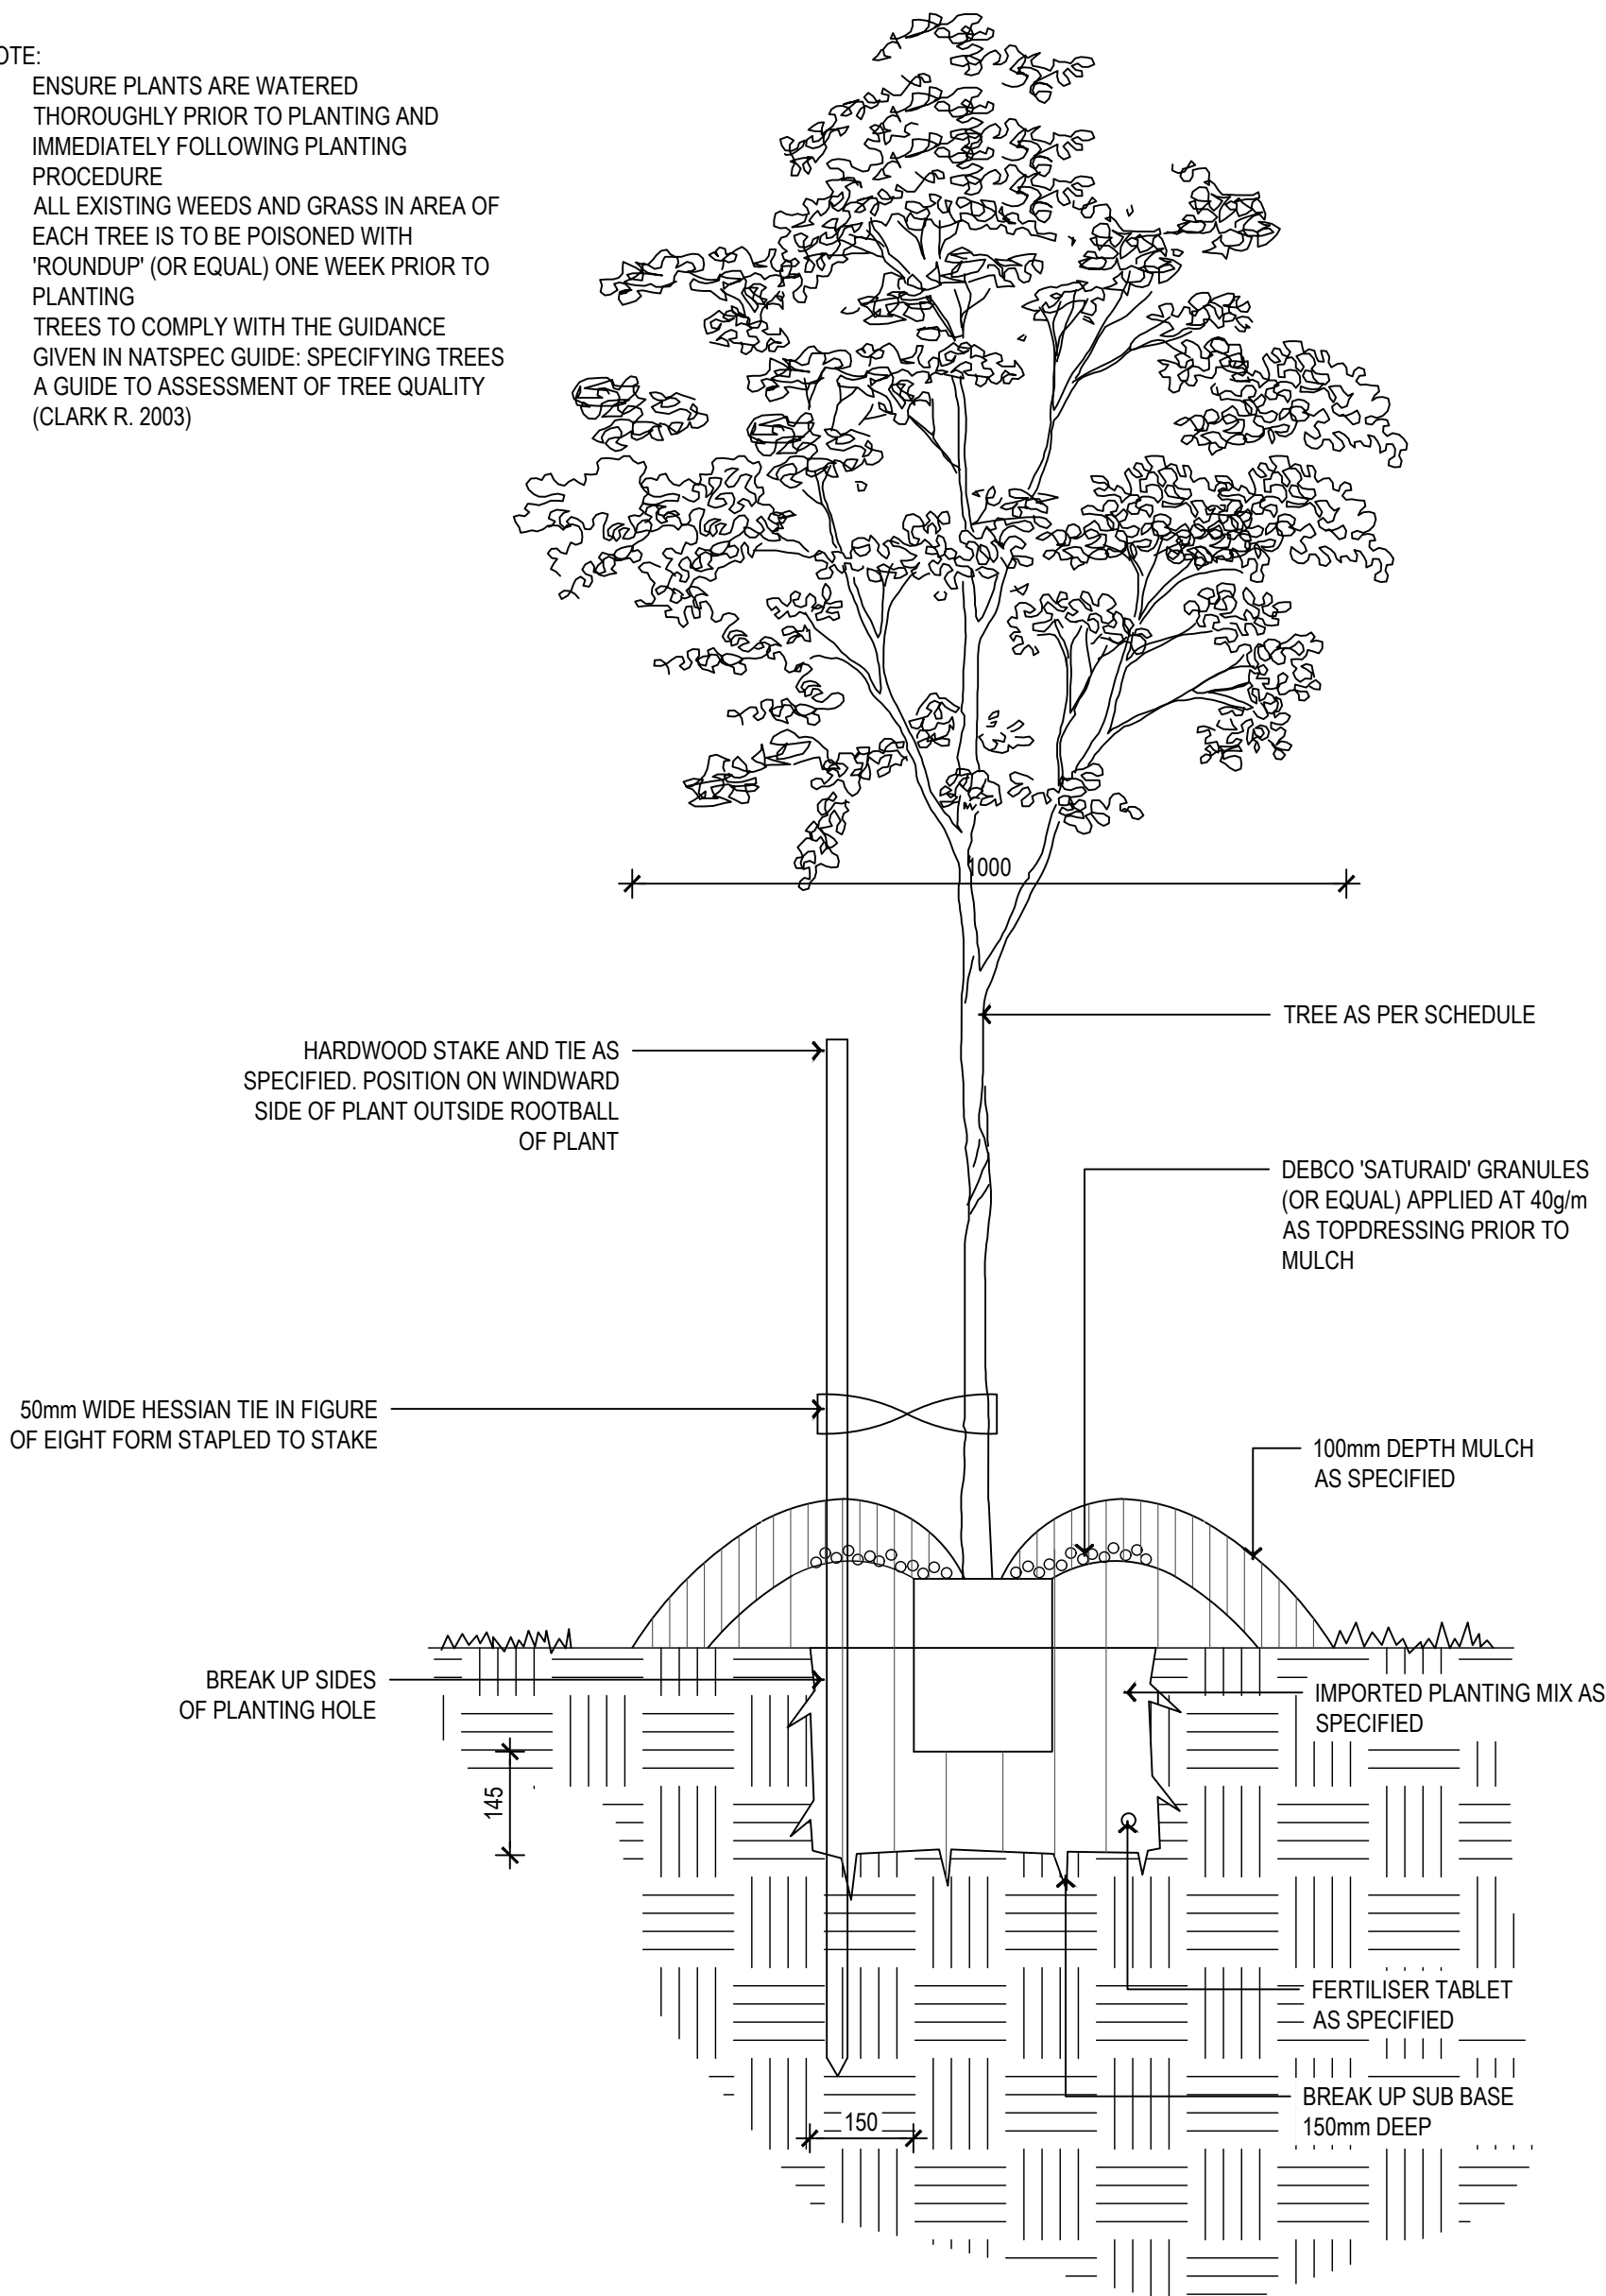 OTE:
ENSURE PLANTS ARE WATERED
THOROUGHLY PRIOR TO PLANTING AND
IMMEDIATELY FOLLOWING PLANTING
PROCEDURE
ALL EXISTING WEEDS AND GRASS IN AREA OF
EACH TREE IS TO BE POISONED WITH
'ROUNDUP' (OR EQUAL) ONE WEEK PRIOR TO
PLANTING
TREES TO COMPLY WITH THE GUIDANCE
GIVEN IN NATSPEC GUIDE: SPECIFYING TREES
A GUIDE TO ASSESSMENT OF TREE QUALITY
(CLARK R. 2003)
1000
TREE AS PER SCHEDULE
HARDWOOD STAKE AND TIE AS
SPECIFIED. POSITION ON WINDWARD
SIDE OF PLANT OUTSIDE ROOTBALL
OF PLANT
DEBCO 'SATURAID' GRANULES
(OR EQUAL) APPLIED AT 40g/m
AS TOPDRESSING PRIOR TO
MULCH
50mm WIDE HESSIAN TIE IN FIGURE
OF EIGHT FORM STAPLED TO STAKE
100mm DEPTH MULCH
AS SPECIFIED
BREAK UP SIDES
OF PLANTING HOLE
IMPORTED PLANTING MIX AS
SPECIFIED
145
FERTILISER TABLET
AS SPECIFIED
BREAK UP SUB BASE
150mm DEEP
150